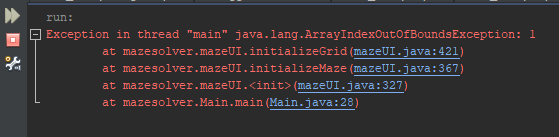 run:
Exception in thread "main" java.lang.ArrayIndexOutOfBoundsException: 1
at mazesolver.mazeUI.initializeGrid(mazeUI.java:421)
at mazesolver.mazeUI.initializeMaze(mazeUI.java:367)
at mazesolver.mazeUI.<init>(mazeUI.java:327)
at mazesolver.Main.main(Main.java:28)